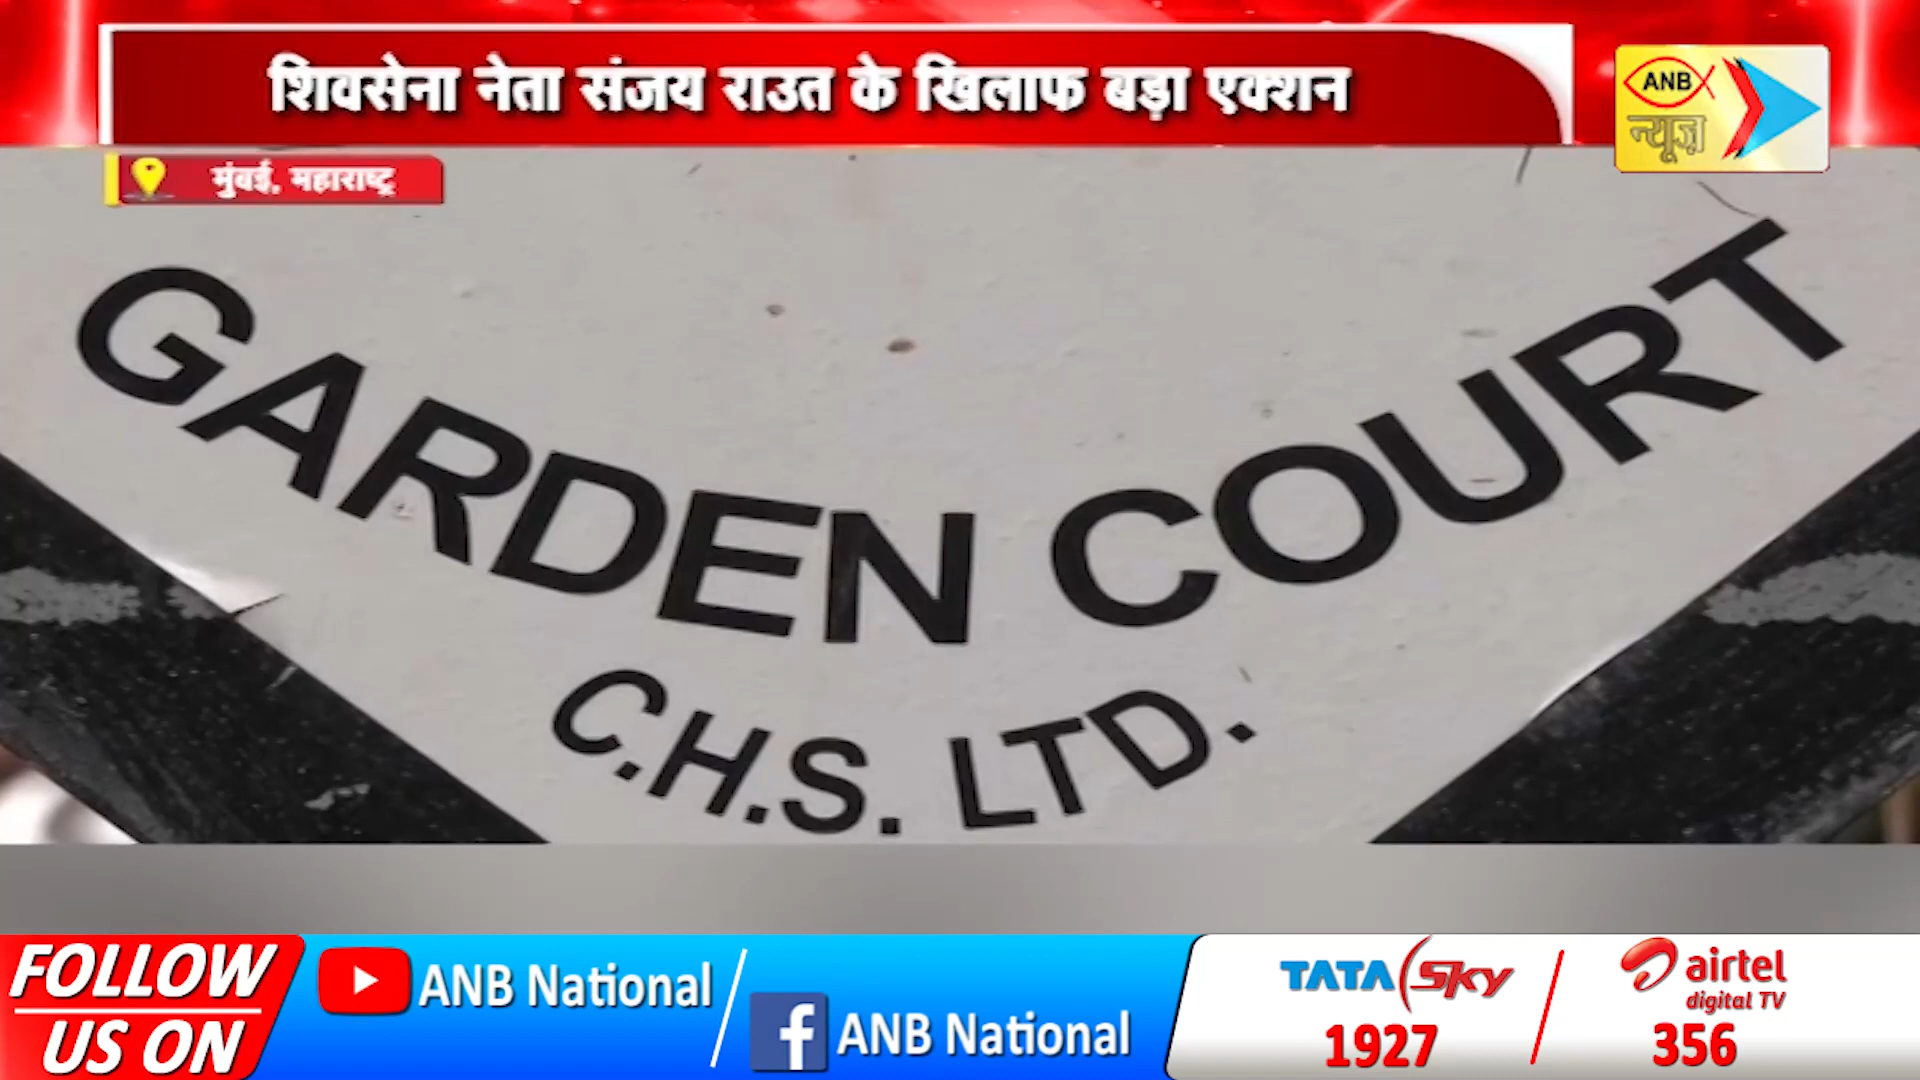 शिवसेना नेता संजय राउत के खिलाफ बड़ा एक्शन
ANB
न्यूज़
मुंबई, महाराष्ट्र
GARDEN COURT
C.H.S. LTD.
FOLLOW
US ON
ANB National
ANB National
TATA Sky
1927
airtel
digital TV
356